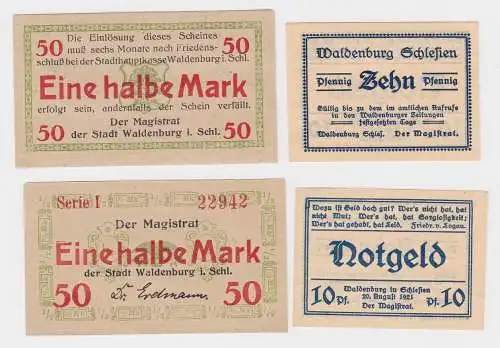 50 Die Einlösung dieses Scheines 50
muß sechs Monate nach Friedens-
schluß bei der Stadthauptkasse Waldenburg i. Schl.
Eine halbe Mark
erfolgt sein, andernfalls der Schein verfällt.
Der Magistrat
50 der Stadt Waldenburg i. Schl. 50
Waldenburg Schlesien
Pfennig Zehn Pfennig
Gültig bis zu dem im amtlichen Aufrufe
in den Waldenburger Zeitungen
festgesetzten Tage
Waldenburg Schles. Der Magistrat.
Serie I 22942
Der Magistrat
Eine halbe Mark
der Stadt Waldenburg i. Schl.
50 Dr. Erdmann. 50
Wozu ist Geld doch gut? Wer's nicht hat, hat
nicht Mut; Wer's hat, hat Sorglosigkeit;
Wer's hat gehabt, hat Leid. Friedr. v. Logau.
Notgeld
Waldenburg in Schlesien
10 Pf. 20. August 1921 Pf. 10
Der Magistrat.